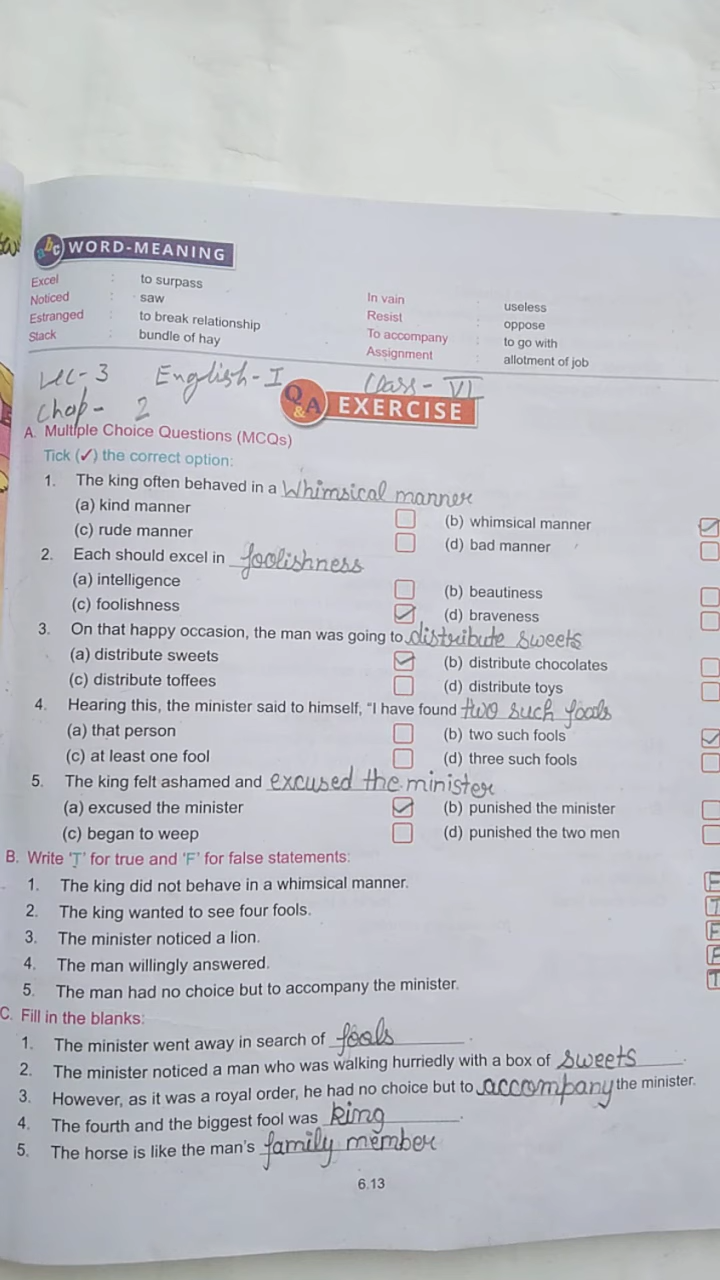 abc WORD-MEANING
Excel : to surpass
Noticed : saw
Estranged : to break relationship
Stack : bundle of hay
In vain : useless
Resist : oppose
To accompany : to go with
Assignment : allotment of job
Lec-3 English-I Class-VI
Chap- 2
Q & A EXERCISE
A. Multiple Choice Questions (MCQs)
Tick (✓) the correct option:
1. The king often behaved in a Whimsical manner
(a) kind manner (b) whimsical manner ✓
(c) rude manner (d) bad manner
2. Each should excel in foolishness
(a) intelligence (b) beautiness
(c) foolishness ✓ (d) braveness
3. On that happy occasion, the man was going to distribute sweets
(a) distribute sweets ✓ (b) distribute chocolates
(c) distribute toffees (d) distribute toys
4. Hearing this, the minister said to himself, “I have found two such fools
(a) that person (b) two such fools ✓
(c) at least one fool (d) three such fools
5. The king felt ashamed and excused the minister
(a) excused the minister ✓ (b) punished the minister
(c) began to weep (d) punished the two men
B. Write 'T' for true and 'F' for false statements:
1. The king did not behave in a whimsical manner. F
2. The king wanted to see four fools. T
3. The minister noticed a lion. F
4. The man willingly answered. F
5. The man had no choice but to accompany the minister. T
C. Fill in the blanks:
1. The minister went away in search of fools.
2. The minister noticed a man who was walking hurriedly with a box of sweets.
3. However, as it was a royal order, he had no choice but to accompany the minister.
4. The fourth and the biggest fool was king.
5. The horse is like the man's family member
6.13